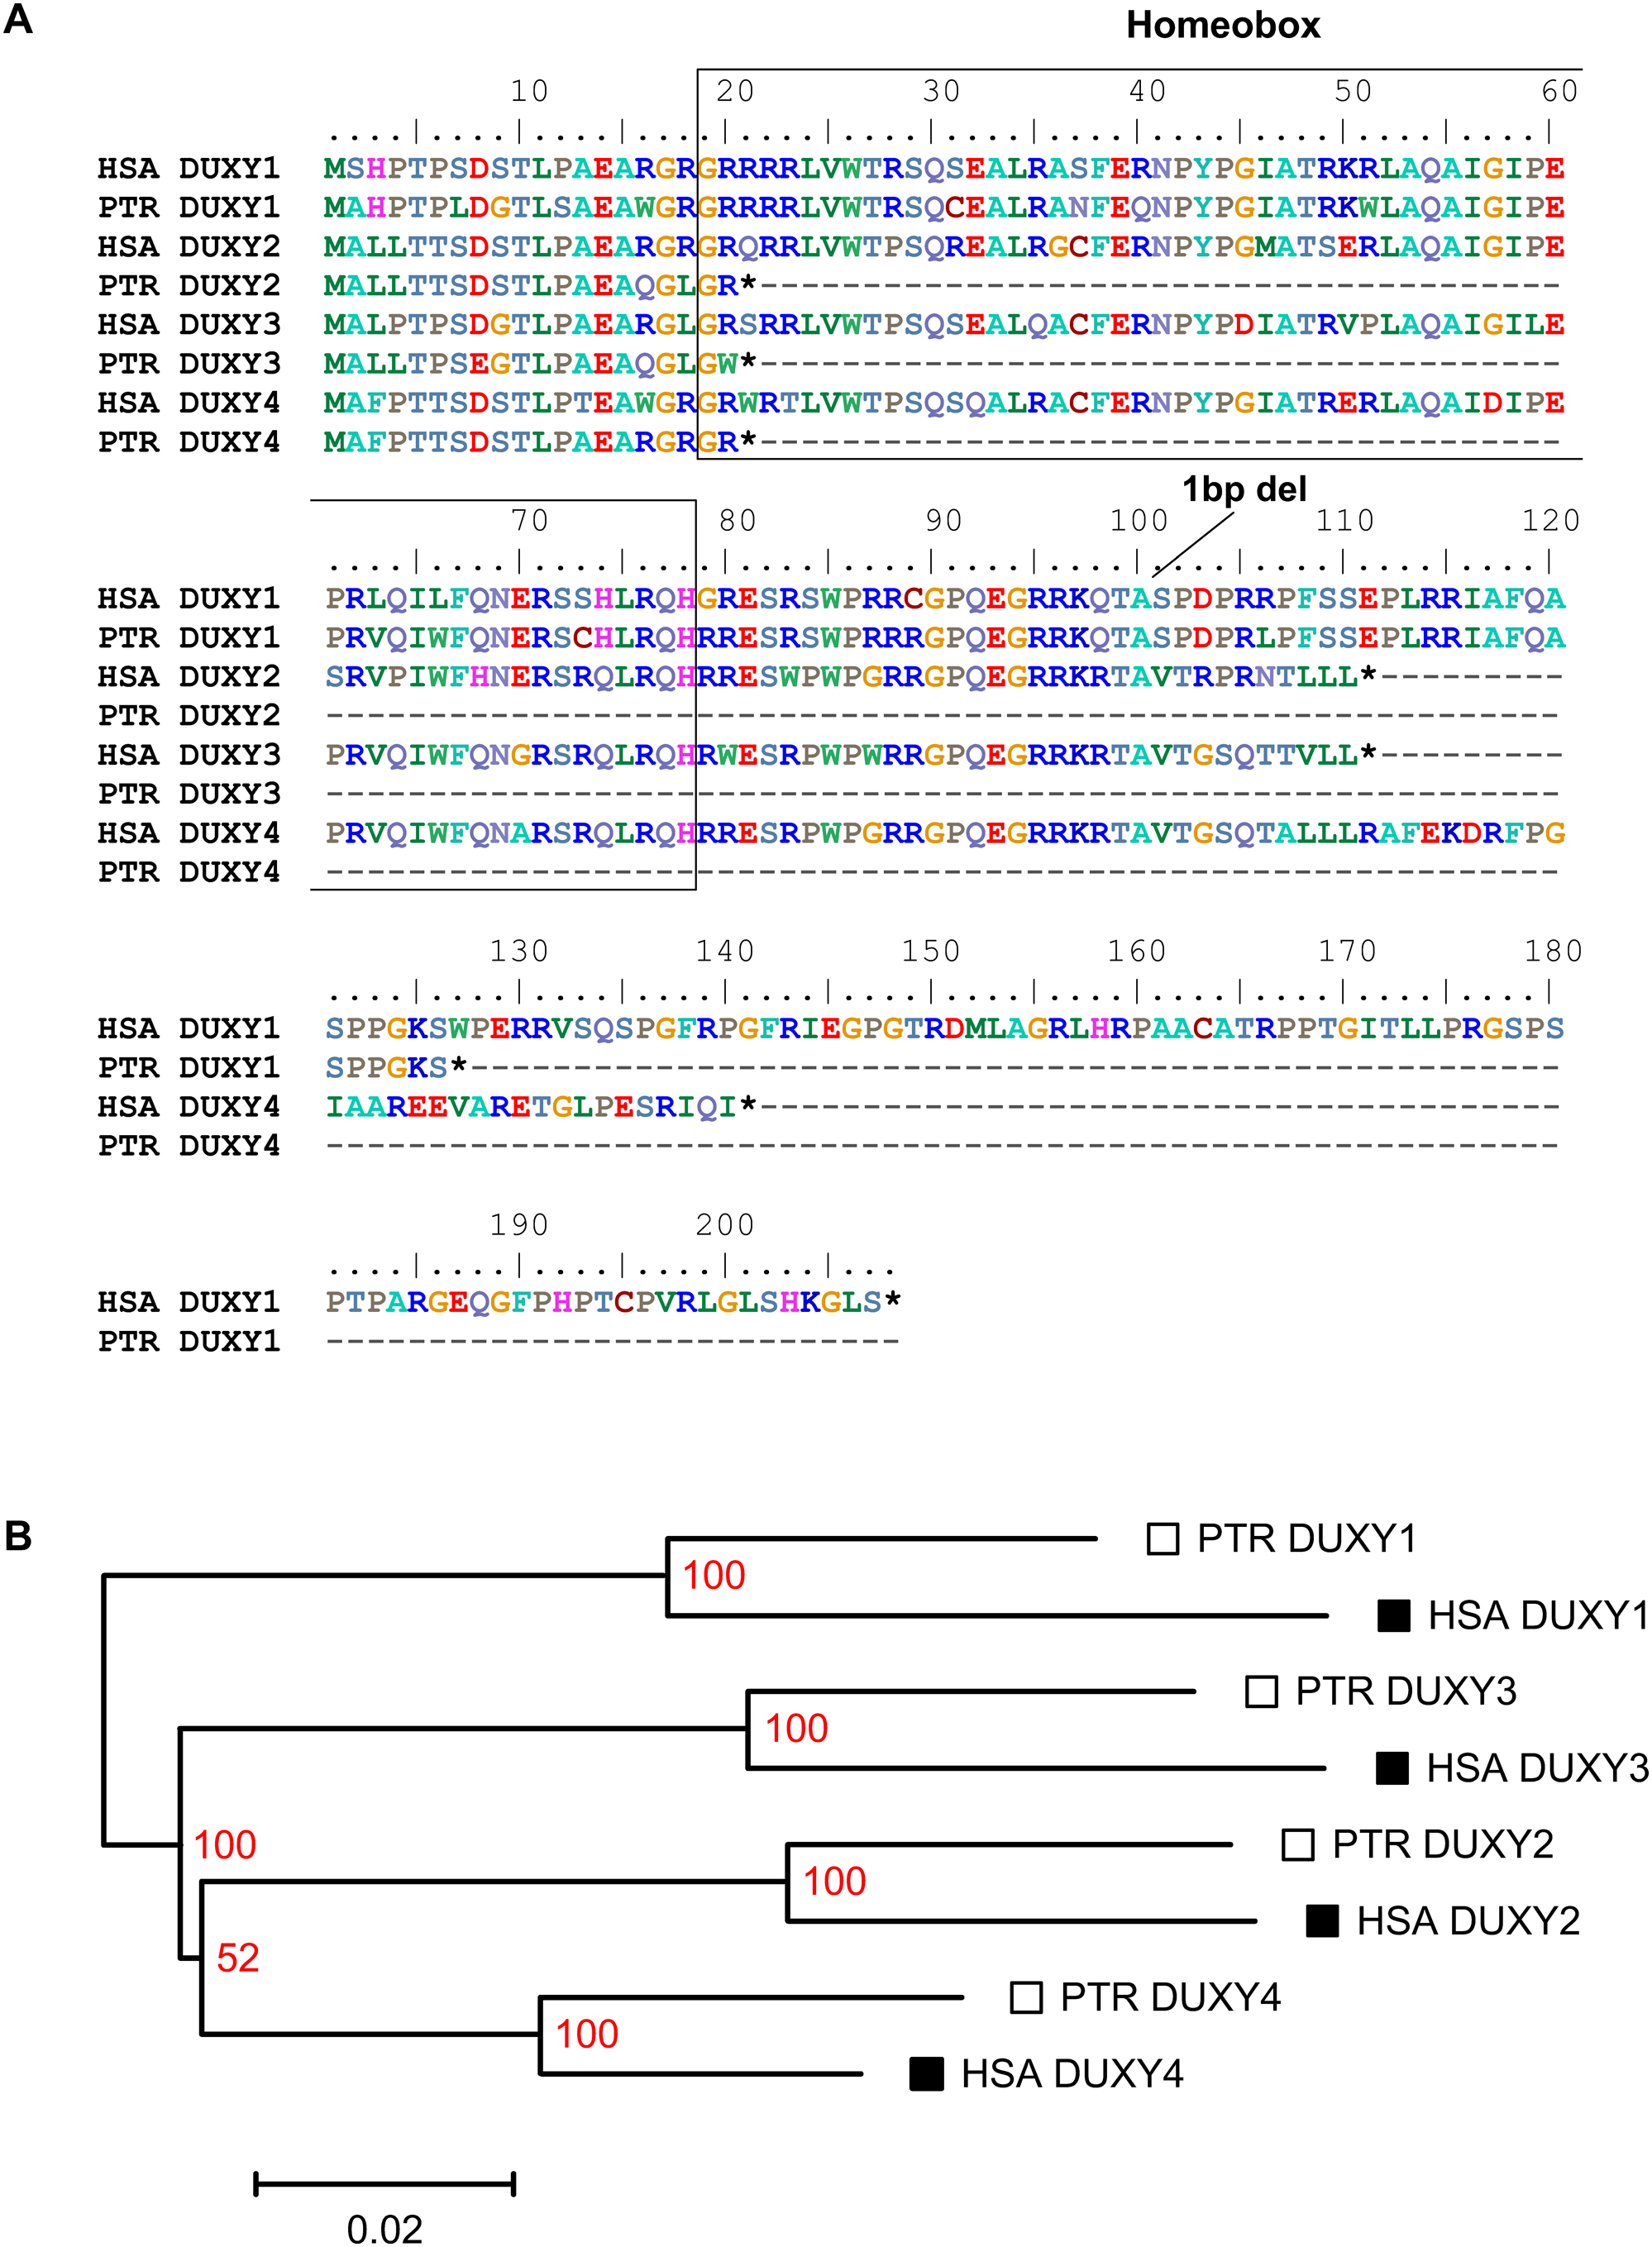 A
Homeobox
10 20 30 40 50 60
HSA DUXY1 MSHPTPSDSTLPAEARGRGRRRRLVWTRSQSEALRASFERNPYPGIATRKRLAQAIGIPE
PTR DUXY1 MAHPTPLDGTLSAEAWGRGRRRRLVWTRSQCEALRANFEQNPYPGIATRKWLAQAIGIPE
HSA DUXY2 MALLTTSDSTLPAEARGRGRQRRLVWTPSQREALRGCFERNPYPGMATSERLAQAIGIPE
PTR DUXY2 MALLTTSDSTLPAEAQGLGR*---------------------------------------
HSA DUXY3 MALPTPSDGTLPAEARGLGRSRRLVWTPSQSEALQACFERNPYPDIATRVPLAQAIGILE
PTR DUXY3 MALLTPSEGTLPAEAQGLGW*---------------------------------------
HSA DUXY4 MAFPTTSDSTLPTEAWGRGRWRTLVWTPSQSQALRACFERNPYPGIATRERLAQAIDIPE
PTR DUXY4 MAFPTTSDSTLPAEARGRGR*---------------------------------------
1bp del
70 80 90 100 110 120
HSA DUXY1 PRLQILFQNERSSHLRQHGRESRSWPRRCGPQEGRRKQTASPDPRRPFSSEPLRRIAFQA
PTR DUXY1 PRVQIWFQNERSCHLRQHRRESRSWPRRRGPQEGRRKQTASPDPRLPFSSEPLRRIAFQA
HSA DUXY2 SRVPIWFHNERSRQLRQHRRESWPWPGRRGPQEGRRKRTAVTRPRNTLLL*---------
PTR DUXY2 ------------------------------------------------------------
HSA DUXY3 PRVQIWFQNGRSRQLRQHRWESRPWPWRRGPQEGRRKRTAVTGSQTTVLL*---------
PTR DUXY3 ------------------------------------------------------------
HSA DUXY4 PRVQIWFQNARSRQLRQHRRESRPWPGRRGPQEGRRKRTAVTGSQTALLLRAFEKDRFPG
PTR DUXY4 ------------------------------------------------------------
130 140 150 160 170 180
HSA DUXY1 SPPGKSWPERRVSQSPGFRPGFRIEGPGTRDMLAGRLHRPAACATRPPTGITLLPRGSPS
PTR DUXY1 SPPGKS*-----------------------------------------------------
HSA DUXY4 IAAREEVARETGLPESRIQI*---------------------------------------
PTR DUXY4 ------------------------------------------------------------
190 200
HSA DUXY1 PTPARGEQGFPHPTCPVRLGLSHKGLS*
PTR DUXY1 ----------------------------
B
PTR DUXY1
100
HSA DUXY1
PTR DUXY3
100
HSA DUXY3
100
PTR DUXY2
100
HSA DUXY2
52
PTR DUXY4
100
HSA DUXY4
0.02